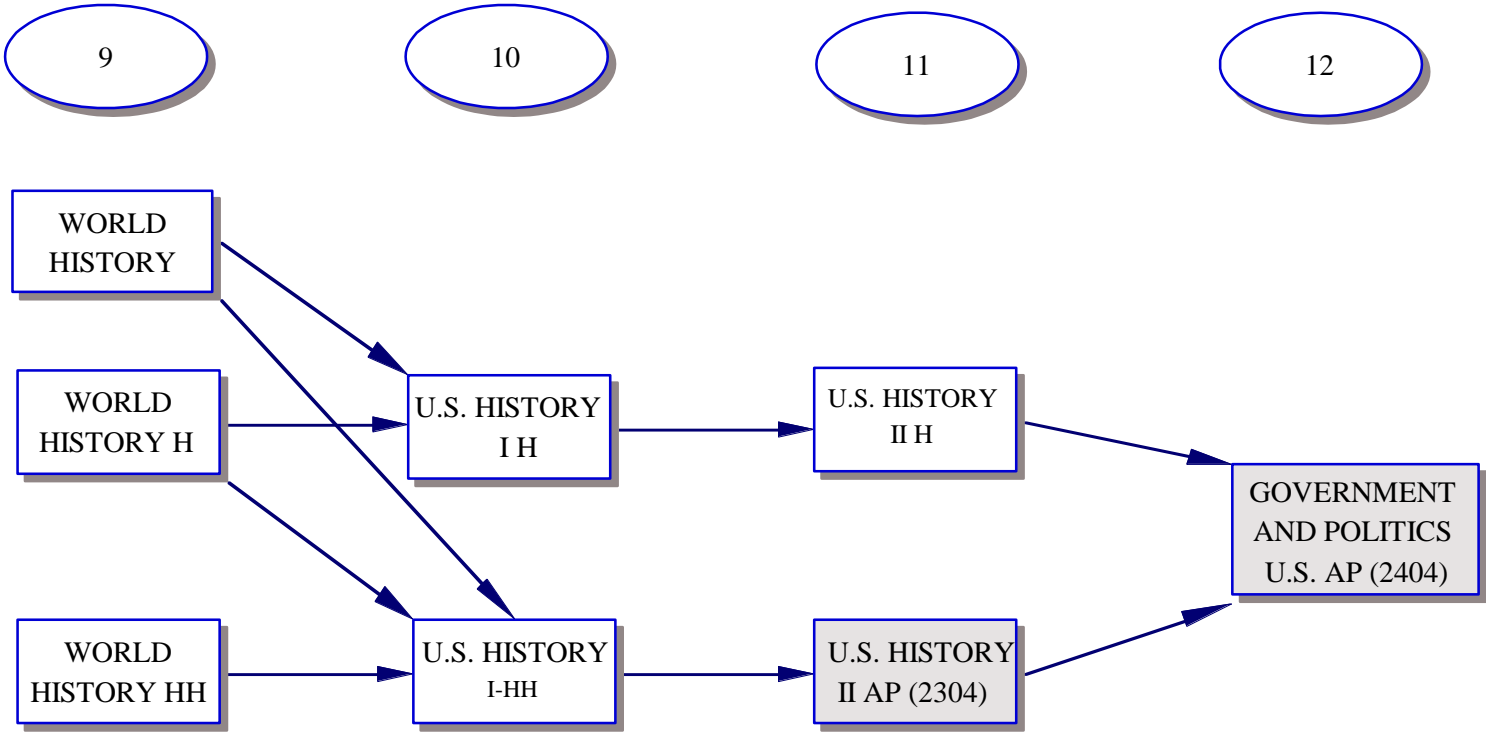 9
10
11
12
WORLD
HISTORY
WORLD
HISTORY H
U.S. HISTORY
I H
U.S. HISTORY
II H
GOVERNMENT
AND POLITICS
U.S. AP (2404)
WORLD
HISTORY HH
U.S. HISTORY
I-HH
U.S. HISTORY
II AP (2304)